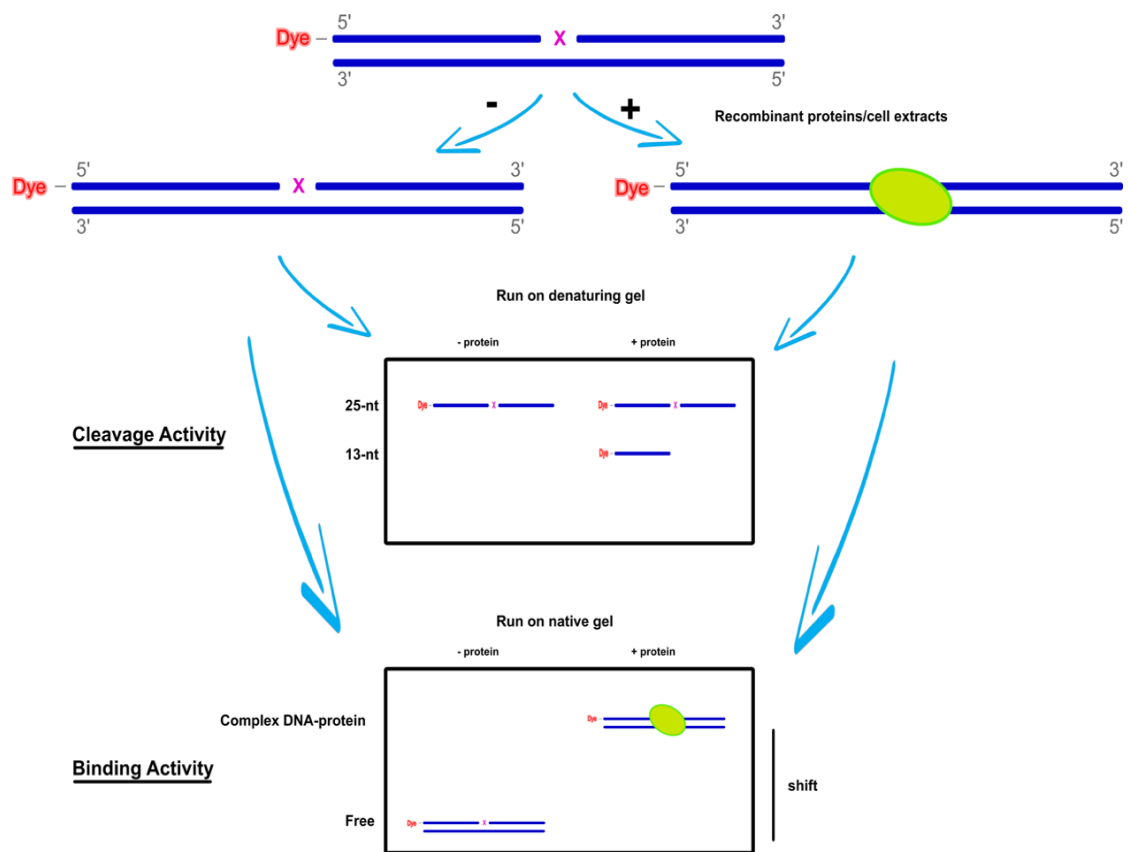 5' 3'
Dye X
3' 5'
- +
Recombinant proteins/cell extracts
5' 3' 5' 3'
Dye X Dye
3' 5' 3' 5'
Run on denaturing gel
- protein + protein
25-nt Dye X Dye X
Cleavage Activity
13-nt Dye
Run on native gel
- protein + protein
Complex DNA-protein Dye
Binding Activity
shift
Free Dye X